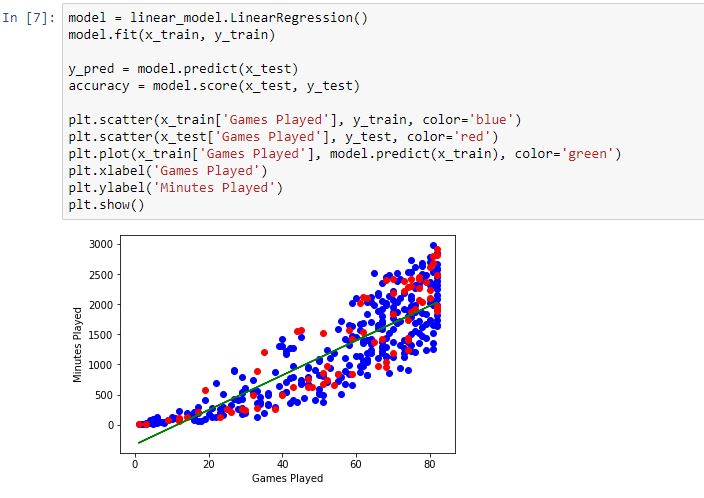 In [7]: model = linear_model.LinearRegression()
model.fit(x_train, y_train)
y_pred = model.predict(x_test)
accuracy = model.score(x_test, y_test)
plt.scatter(x_train['Games Played'], y_train, color='blue')
plt.scatter(x_test['Games Played'], y_test, color='red')
plt.plot(x_train['Games Played'], model.predict(x_train), color='green')
plt.xlabel('Games Played')
plt.ylabel('Minutes Played')
plt.show()
3000
2500
2000
1500
1000
500
0
Minutes Played
0 20 40 60 80
Games Played